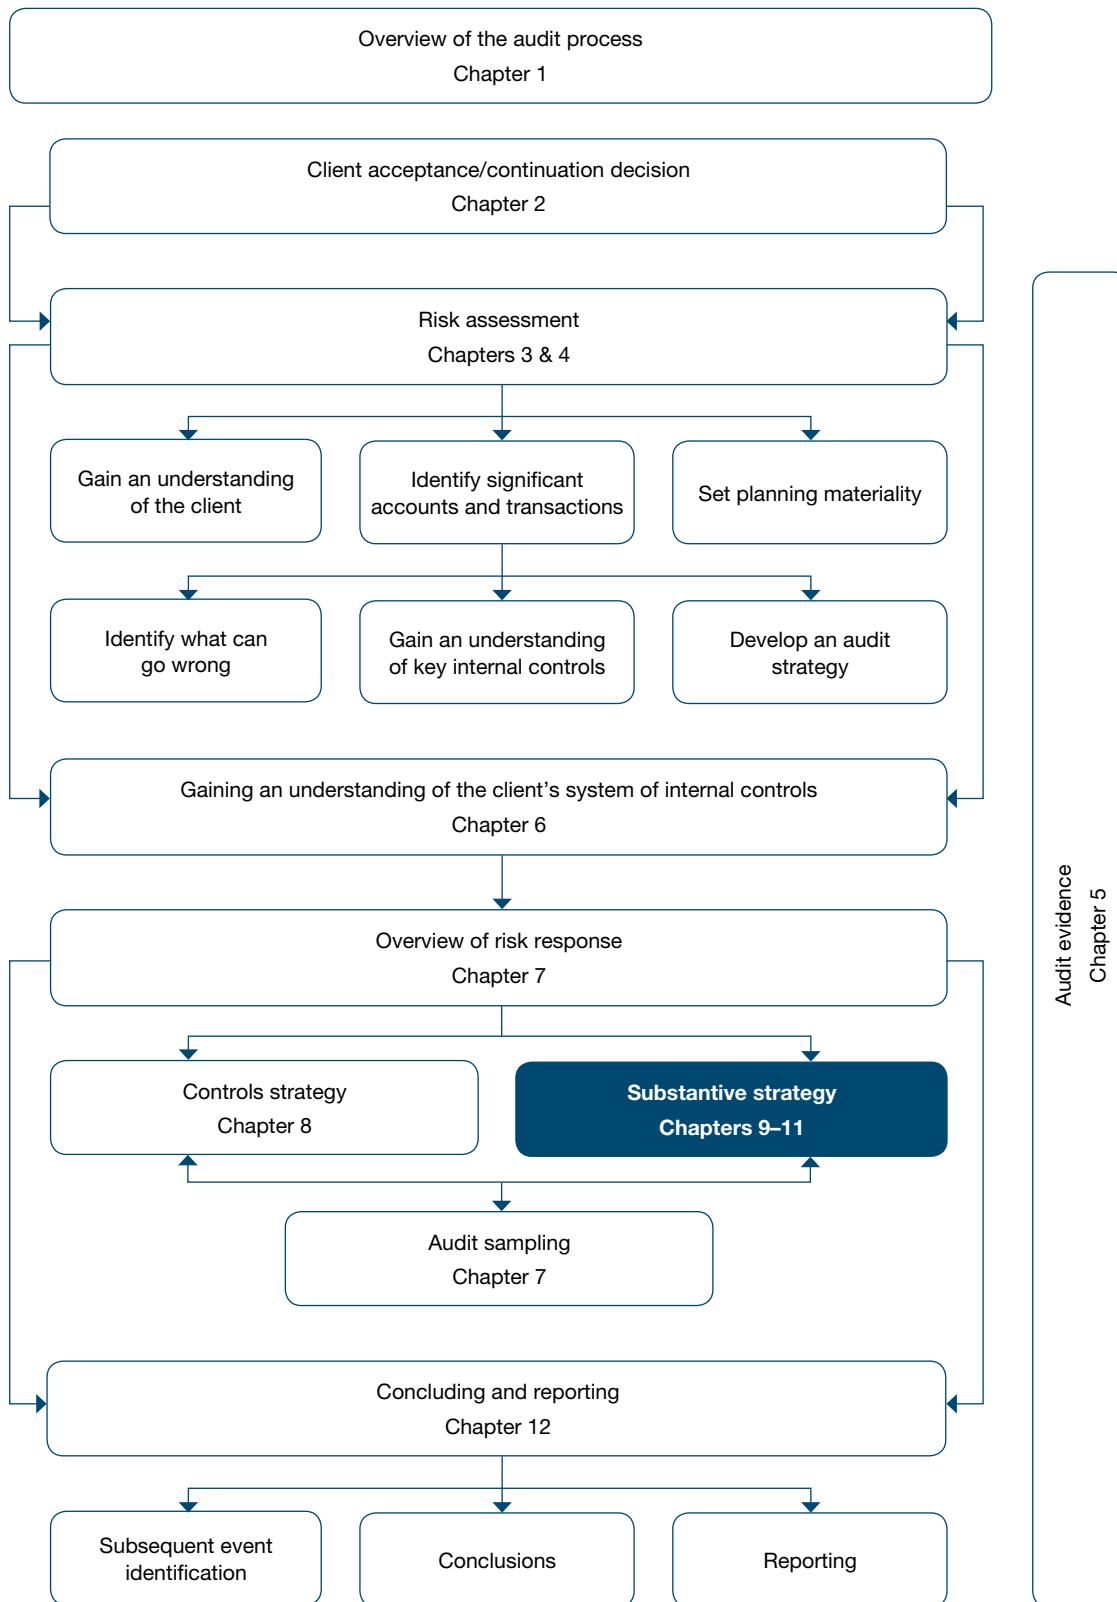 Overview of the audit process
Chapter 1
Client acceptance/continuation decision
Chapter 2
Risk assessment
Chapters 3 & 4
Gain an understanding
of the client
Identify significant
accounts and transactions
Set planning materiality
Identify what can
go wrong
Gain an understanding
of key internal controls
Develop an audit
strategy
Gaining an understanding of the client’s system of internal controls
Chapter 6
Overview of risk response
Chapter 7
Controls strategy
Chapter 8
Substantive strategy
Chapters 9–11
Audit sampling
Chapter 7
Concluding and reporting
Chapter 12
Subsequent event
identification
Conclusions
Reporting
Audit evidence
Chapter 5